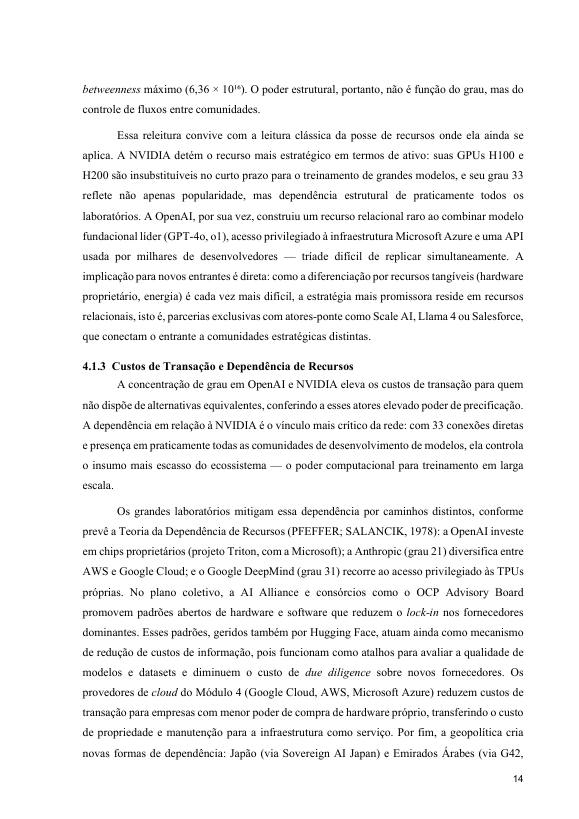 betweenness máximo (6,36 × 10¹⁶). O poder estrutural, portanto, não é função do grau, mas do
controle de fluxos entre comunidades.
Essa releitura convive com a leitura clássica da posse de recursos onde ela ainda se
aplica. A NVIDIA detém o recurso mais estratégico em termos de ativo: suas GPUs H100 e
H200 são insubstituíveis no curto prazo para o treinamento de grandes modelos, e seu grau 33
reflete não apenas popularidade, mas dependência estrutural de praticamente todos os
laboratórios. A OpenAI, por sua vez, construiu um recurso relacional raro ao combinar modelo
fundacional líder (GPT-4o, o1), acesso privilegiado à infraestrutura Microsoft Azure e uma API
usada por milhares de desenvolvedores — tríade difícil de replicar simultaneamente. A
implicação para novos entrantes é direta: como a diferenciação por recursos tangíveis (hardware
proprietário, energia) é cada vez mais difícil, a estratégia mais promissora reside em recursos
relacionais, isto é, parcerias exclusivas com atores-ponte como Scale AI, Llama 4 ou Salesforce,
que conectam o entrante a comunidades estratégicas distintas.
4.1.3 Custos de Transação e Dependência de Recursos
A concentração de grau em OpenAI e NVIDIA eleva os custos de transação para quem
não dispõe de alternativas equivalentes, conferindo a esses atores elevado poder de precificação.
A dependência em relação à NVIDIA é o vínculo mais crítico da rede: com 33 conexões diretas
e presença em praticamente todas as comunidades de desenvolvimento de modelos, ela controla
o insumo mais escasso do ecossistema — o poder computacional para treinamento em larga
escala.
Os grandes laboratórios mitigam essa dependência por caminhos distintos, conforme
prevê a Teoria da Dependência de Recursos (PFEFFER; SALANCIK, 1978): a OpenAI investe
em chips proprietários (projeto Triton, com a Microsoft); a Anthropic (grau 21) diversifica entre
AWS e Google Cloud; e o Google DeepMind (grau 31) recorre ao acesso privilegiado às TPUs
próprias. No plano coletivo, a AI Alliance e consórcios como o OCP Advisory Board
promovem padrões abertos de hardware e software que reduzem o lock-in nos fornecedores
dominantes. Esses padrões, geridos também por Hugging Face, atuam ainda como mecanismo
de redução de custos de informação, pois funcionam como atalhos para avaliar a qualidade de
modelos e datasets e diminuem o custo de due diligence sobre novos fornecedores. Os
provedores de cloud do Módulo 4 (Google Cloud, AWS, Microsoft Azure) reduzem custos de
transação para empresas com menor poder de compra de hardware próprio, transferindo o custo
de propriedade e manutenção para a infraestrutura como serviço. Por fim, a geopolítica cria
novas formas de dependência: Japão (via Sovereign AI Japan) e Emirados Árabes (via G42,
14